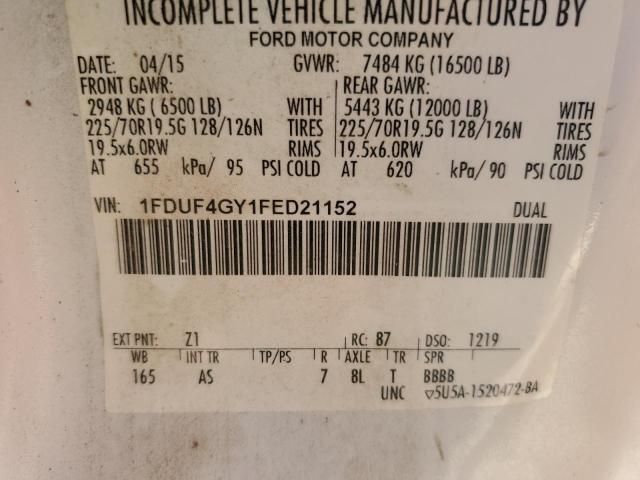 INCOMPLETE VEHICLE MANUFACTURED BY
FORD MOTOR COMPANY
DATE: 04/15 GVWR: 7484 KG (16500 LB)
FRONT GAWR: REAR GAWR:
2948 KG ( 6500 LB) WITH 5443 KG (12000 LB) WITH
225/70R19.5G 128/126N TIRES 225/70R19.5G 128/126N TIRES
19.5x6.0RW RIMS 19.5x6.0RW RIMS
AT 655 kPa/ 95 PSI COLD AT 620 kPa/ 90 PSI COLD
VIN: 1FDUF4GY1FED21152 DUAL
EXT PNT: Z1 RC: 87 DSO: 1219
WB INT TR TP/PS R AXLE TR SPR
165 AS 7 8L T BBBB
UNC ▽5U5A-1520472-BA